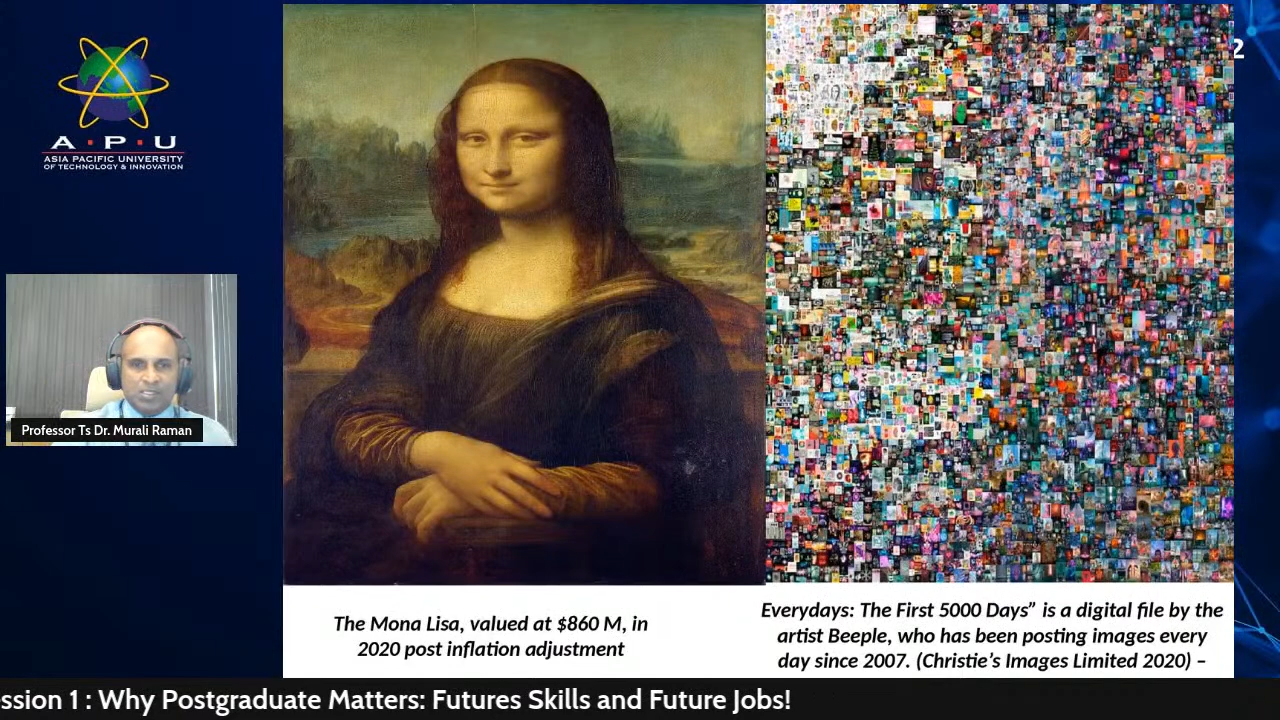 2
A·P·U
ASIA PACIFIC UNIVERSITY
OF TECHNOLOGY & INNOVATION
Professor Ts Dr. Murali Raman
The Mona Lisa, valued at $860 M, in
2020 post inflation adjustment
Everydays: The First 5000 Days” is a digital file by the
artist Beeple, who has been posting images every
day since 2007. (Christie’s Images Limited 2020) –
ssion 1 : Why Postgraduate Matters: Futures Skills and Future Jobs!